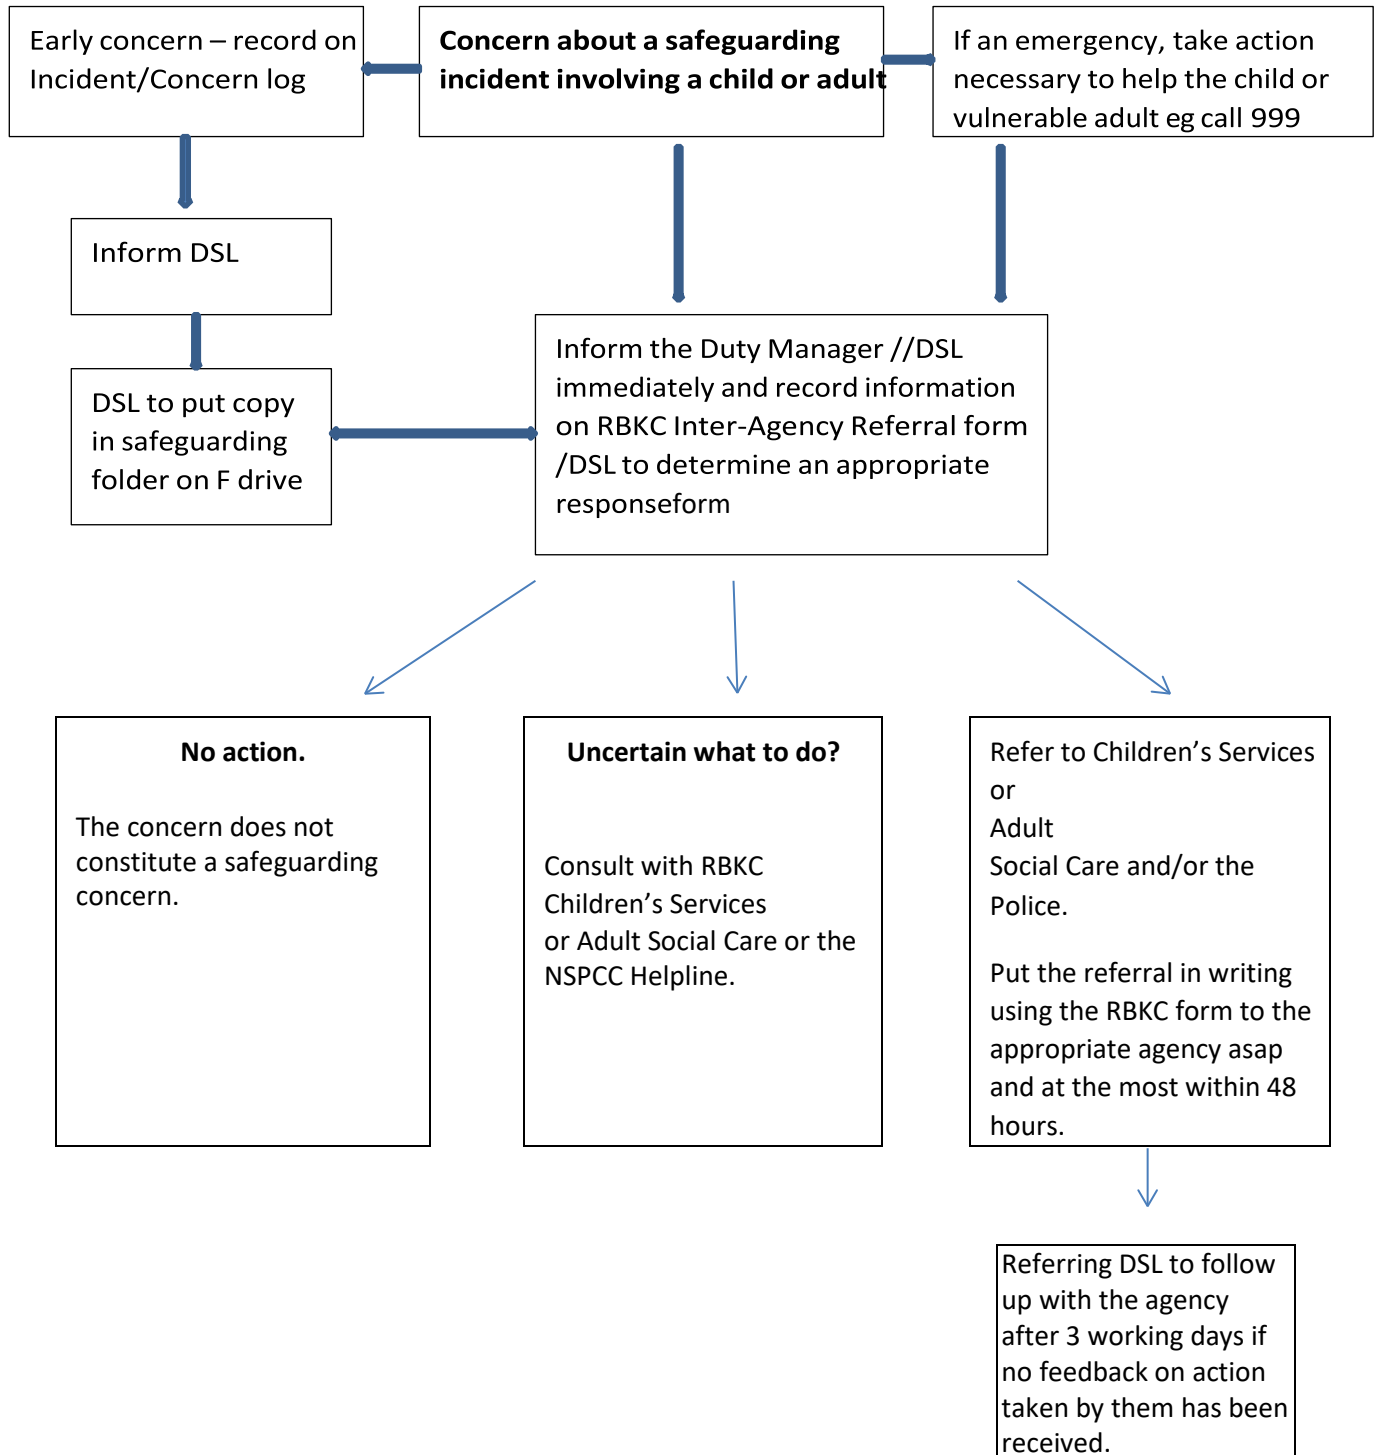 Early concern – record on
Incident/Concern log
Concern about a safeguarding
incident involving a child or adult
If an emergency, take action
necessary to help the child or
vulnerable adult eg call 999
Inform DSL
DSL to put copy
in safeguarding
folder on F drive
Inform the Duty Manager //DSL
immediately and record information
on RBKC Inter-Agency Referral form
/DSL to determine an appropriate
responseform
No action.
The concern does not
constitute a safeguarding
concern.
Uncertain what to do?
Consult with RBKC
Children’s Services
or Adult Social Care or the
NSPCC Helpline.
Refer to Children’s Services
or
Adult
Social Care and/or the
Police.
Put the referral in writing
using the RBKC form to the
appropriate agency asap
and at the most within 48
hours.
Referring DSL to follow
up with the agency
after 3 working days if
no feedback on action
taken by them has been
received.